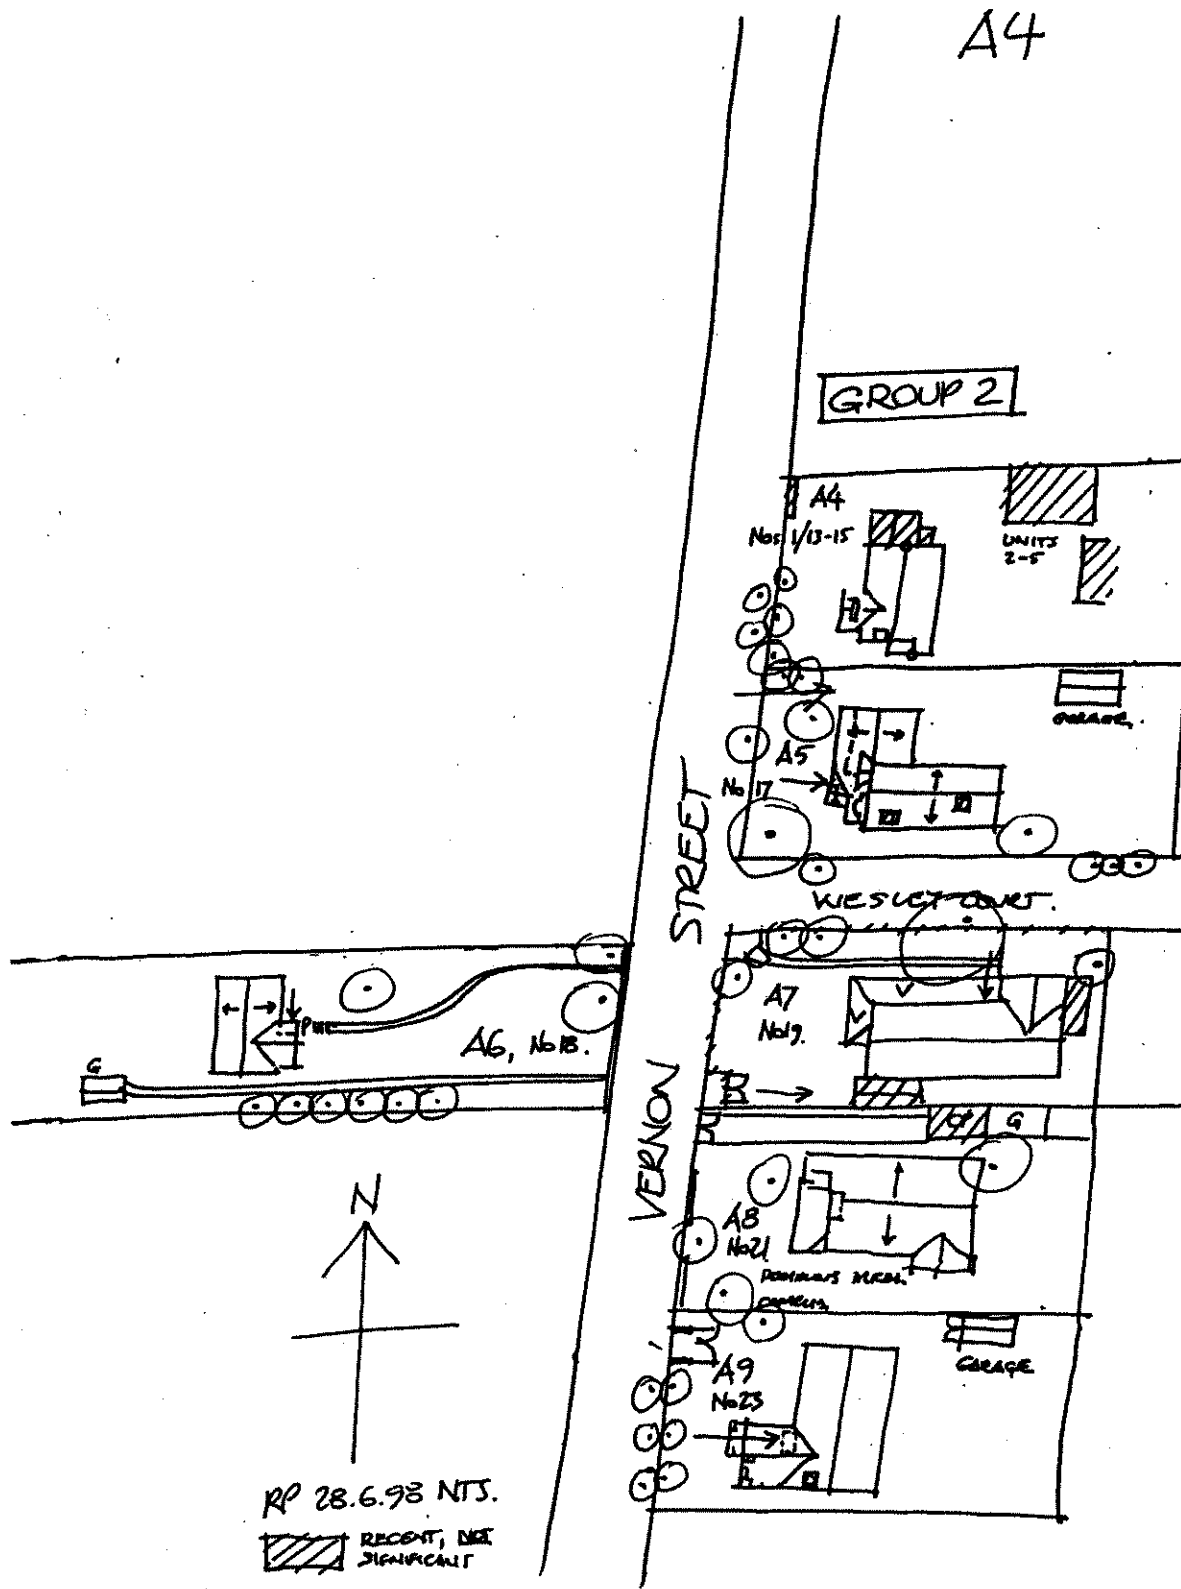 A4
GROUP 2
A4
Nos 1/13-15
UNITS
2-5
GARAGE.
A5
No 17
STREET
WESLEY COURT.
A7
No19.
A6, No18.
G
G
VERNON
N
A8
No21
A9
No23
GARAGE
RP 28.6.98 NTS.
RECENT, NOT
SIGNIFICANT